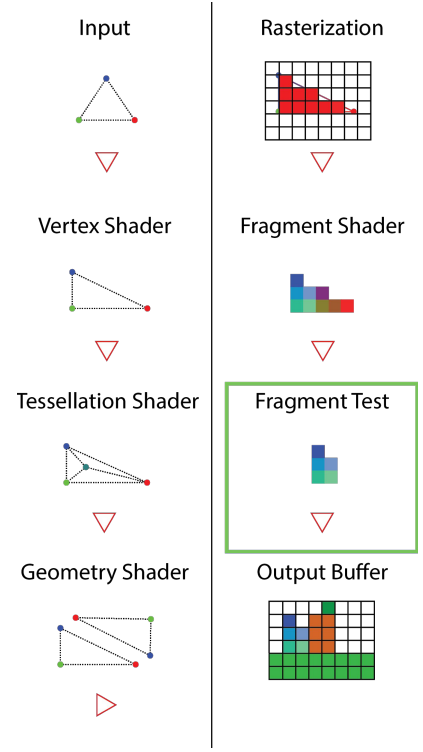 Input
Vertex Shader
Tessellation Shader
Geometry Shader
Rasterization
Fragment Shader
Fragment Test
Output Buffer